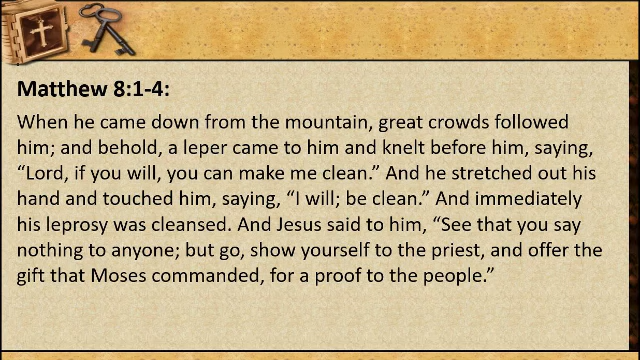 Matthew 8:1-4:
When he came down from the mountain, great crowds followed
him; and behold, a leper came to him and knelt before him, saying,
“Lord, if you will, you can make me clean.” And he stretched out his
hand and touched him, saying, “I will; be clean.” And immediately
his leprosy was cleansed. And Jesus said to him, “See that you say
nothing to anyone; but go, show yourself to the priest, and offer the
gift that Moses commanded, for a proof to the people.”